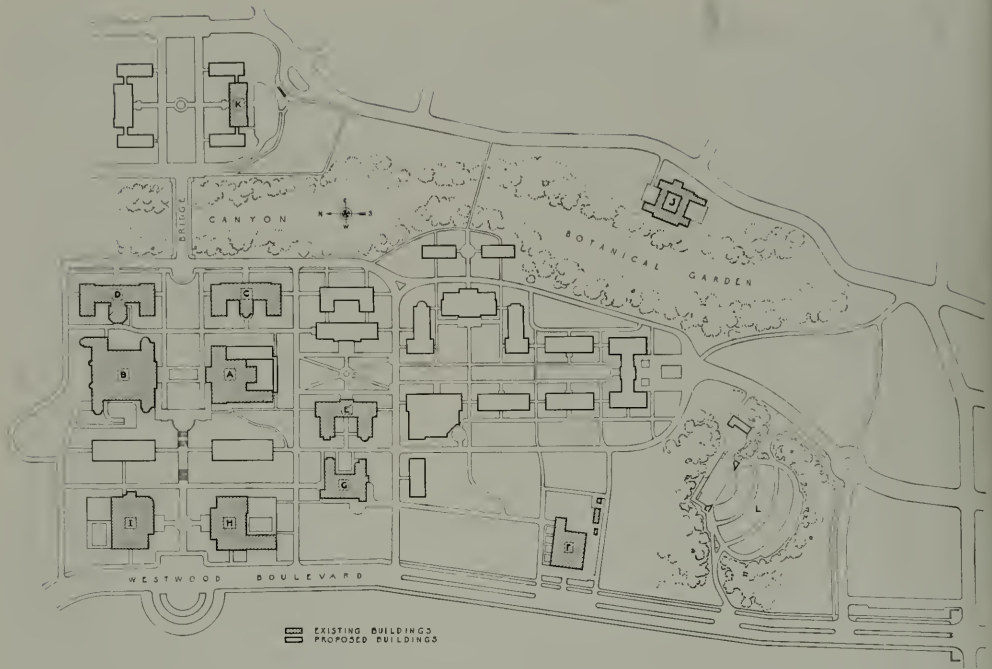 K
BRIDGE
CANYON
E
N S
W
J
BOTANICAL GARDEN
D
C
B
A
E
G
I
H
F
L
WESTWOOD BOULEVARD
EXISTING BUILDINGS
PROPOSED BUILDINGS